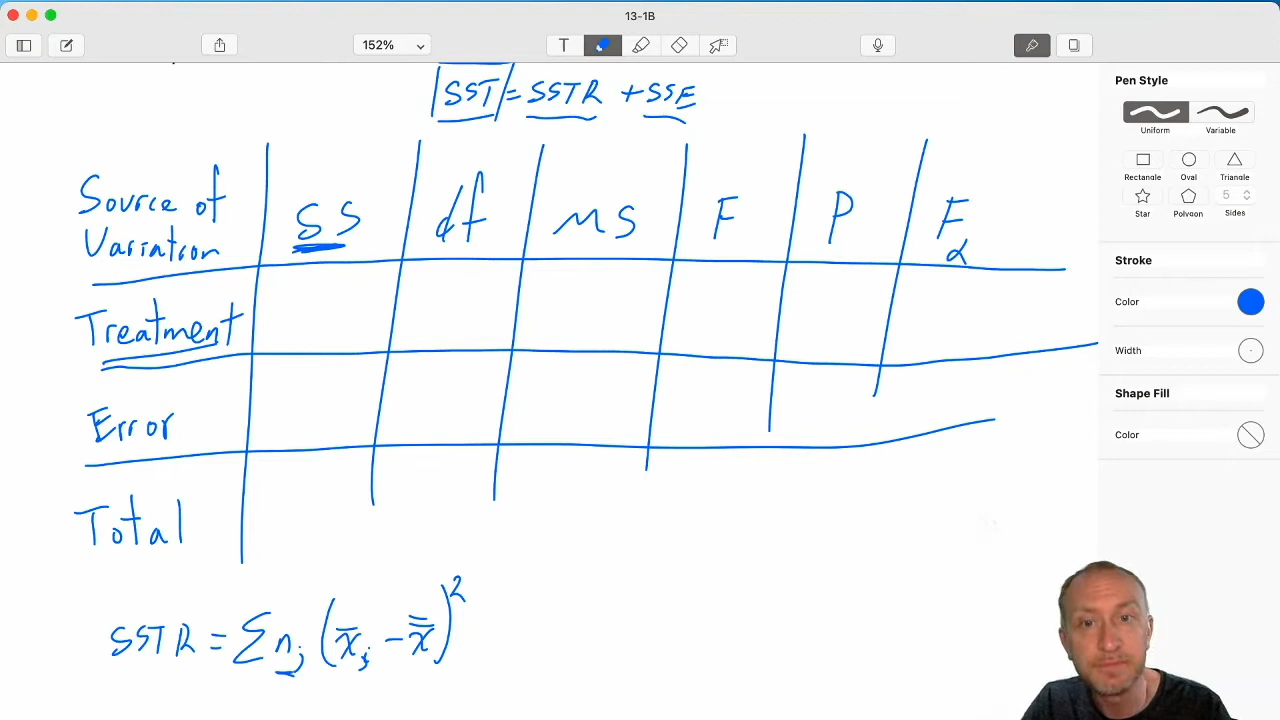 13-1B
152%
T
SST = SSTR + SSE
Source of Variation
SS
df
MS
F
P
Fα
Treatment
Error
Total
SSTR = Σ nj (x̄j − x̿)²
Pen Style
Uniform
Variable
Rectangle
Oval
Triangle
Star
Polygon
5
Sides
Stroke
Color
Width
Shape Fill
Color